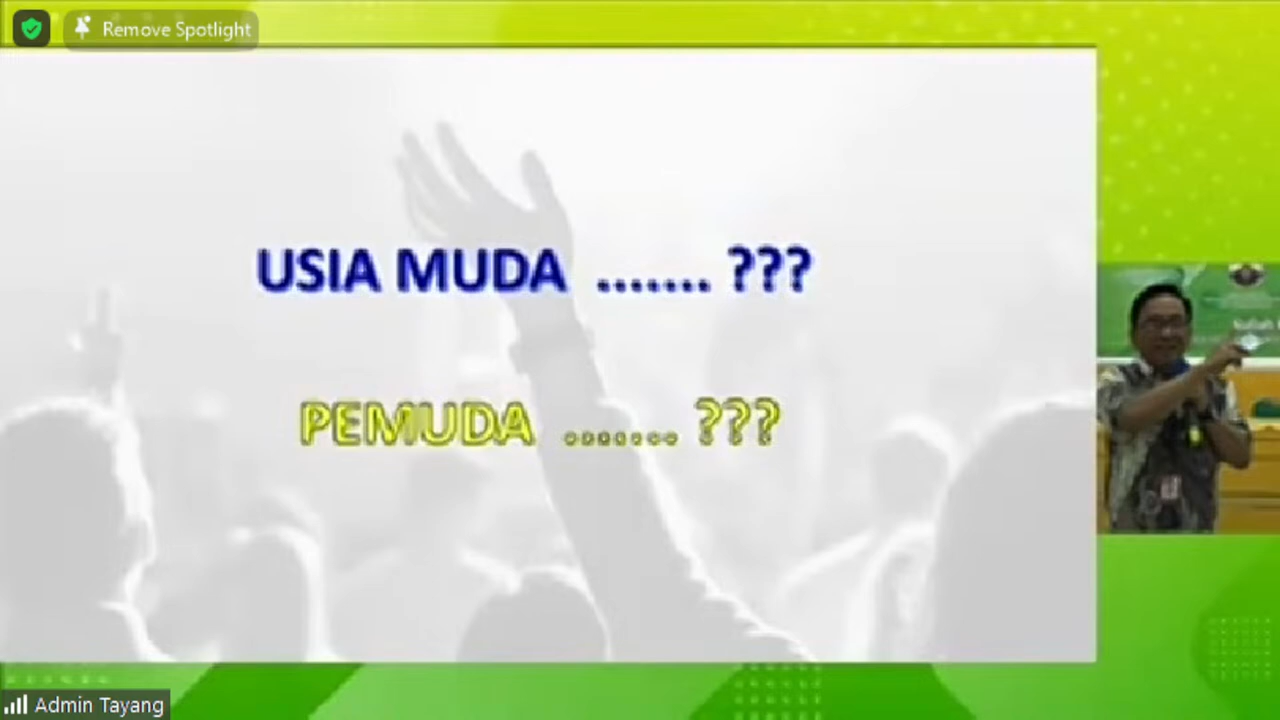 Remove Spotlight
USIA MUDA ....... ???
PEMUDA ....... ???
Admin Tayang